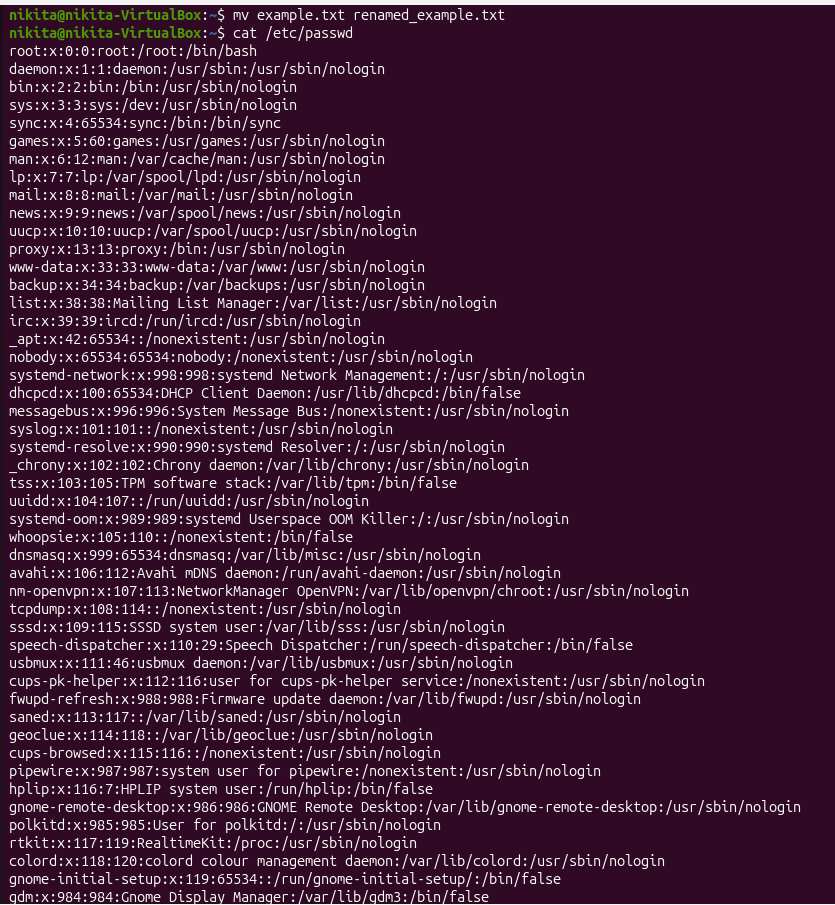 nikita@nikita-VirtualBox:~$ mv example.txt renamed_example.txt
nikita@nikita-VirtualBox:~$ cat /etc/passwd
root:x:0:0:root:/root:/bin/bash
daemon:x:1:1:daemon:/usr/sbin:/usr/sbin/nologin
bin:x:2:2:bin:/bin:/usr/sbin/nologin
sys:x:3:3:sys:/dev:/usr/sbin/nologin
sync:x:4:65534:sync:/bin:/bin/sync
games:x:5:60:games:/usr/games:/usr/sbin/nologin
man:x:6:12:man:/var/cache/man:/usr/sbin/nologin
lp:x:7:7:lp:/var/spool/lpd:/usr/sbin/nologin
mail:x:8:8:mail:/var/mail:/usr/sbin/nologin
news:x:9:9:news:/var/spool/news:/usr/sbin/nologin
uucp:x:10:10:uucp:/var/spool/uucp:/usr/sbin/nologin
proxy:x:13:13:proxy:/bin:/usr/sbin/nologin
www-data:x:33:33:www-data:/var/www:/usr/sbin/nologin
backup:x:34:34:backup:/var/backups:/usr/sbin/nologin
list:x:38:38:Mailing List Manager:/var/list:/usr/sbin/nologin
irc:x:39:39:ircd:/run/ircd:/usr/sbin/nologin
_apt:x:42:65534::/nonexistent:/usr/sbin/nologin
nobody:x:65534:65534:nobody:/nonexistent:/usr/sbin/nologin
systemd-network:x:998:998:systemd Network Management:/:/usr/sbin/nologin
dhcpcd:x:100:65534:DHCP Client Daemon:/usr/lib/dhcpcd:/bin/false
messagebus:x:996:996:System Message Bus:/nonexistent:/usr/sbin/nologin
syslog:x:101:101::/nonexistent:/usr/sbin/nologin
systemd-resolve:x:990:990:systemd Resolver:/:/usr/sbin/nologin
_chrony:x:102:102:Chrony daemon:/var/lib/chrony:/usr/sbin/nologin
tss:x:103:105:TPM software stack:/var/lib/tpm:/bin/false
uuidd:x:104:107::/run/uuidd:/usr/sbin/nologin
systemd-oom:x:989:989:systemd Userspace OOM Killer:/:/usr/sbin/nologin
whoopsie:x:105:110::/nonexistent:/bin/false
dnsmasq:x:999:65534:dnsmasq:/var/lib/misc:/usr/sbin/nologin
avahi:x:106:112:Avahi mDNS daemon:/run/avahi-daemon:/usr/sbin/nologin
nm-openvpn:x:107:113:NetworkManager OpenVPN:/var/lib/openvpn/chroot:/usr/sbin/nologin
tcpdump:x:108:114::/nonexistent:/usr/sbin/nologin
sssd:x:109:115:SSSD system user:/var/lib/sss:/usr/sbin/nologin
speech-dispatcher:x:110:29:Speech Dispatcher:/run/speech-dispatcher:/bin/false
usbmux:x:111:46:usbmux daemon:/var/lib/usbmux:/usr/sbin/nologin
cups-pk-helper:x:112:116:user for cups-pk-helper service:/nonexistent:/usr/sbin/nologin
fwupd-refresh:x:988:988:Firmware update daemon:/var/lib/fwupd:/usr/sbin/nologin
saned:x:113:117::/var/lib/saned:/usr/sbin/nologin
geoclue:x:114:118::/var/lib/geoclue:/usr/sbin/nologin
cups-browsed:x:115:116::/nonexistent:/usr/sbin/nologin
pipewire:x:987:987:system user for pipewire:/nonexistent:/usr/sbin/nologin
hplip:x:116:7:HPLIP system user:/run/hplip:/bin/false
gnome-remote-desktop:x:986:986:GNOME Remote Desktop:/var/lib/gnome-remote-desktop:/usr/sbin/nologin
polkitd:x:985:985:User for polkitd:/:/usr/sbin/nologin
rtkit:x:117:119:RealtimeKit:/proc:/usr/sbin/nologin
colord:x:118:120:colord colour management daemon:/var/lib/colord:/usr/sbin/nologin
gnome-initial-setup:x:119:65534::/run/gnome-initial-setup/:/bin/false
gdm:x:984:984:Gnome Display Manager:/var/lib/gdm3:/bin/false